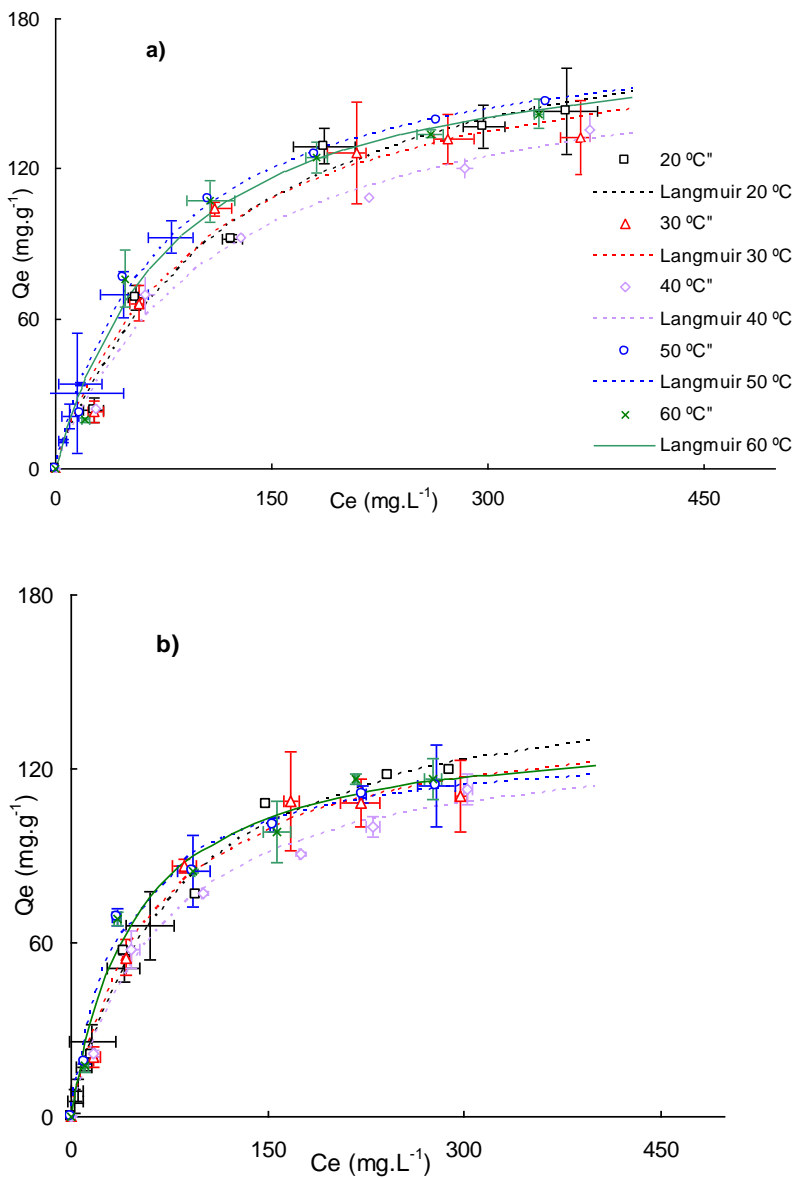 180
a)
120
60
0
Qe (mg.g-1)
0
150
300
450
Ce (mg.L-1)
20 ºC"
Langmuir 20 ºC
30 ºC"
Langmuir 30 ºC
40 ºC"
Langmuir 40 ºC
50 ºC"
Langmuir 50 ºC
60 ºC"
Langmuir 60 ºC
180
b)
120
60
0
Qe (mg.g-1)
0
150
300
450
Ce (mg.L-1)